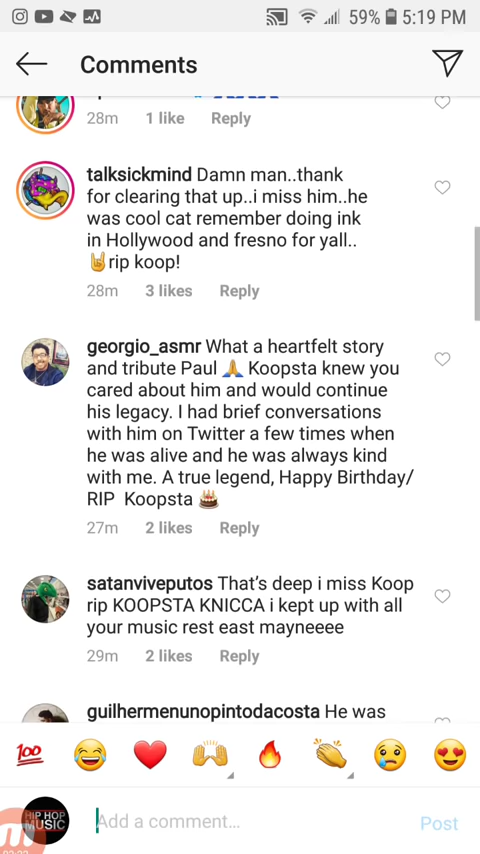 59% 5:19 PM
Comments
28m 1 like Reply
talksickmind Damn man..thank
for clearing that up..i miss him..he
was cool cat remember doing ink
in Hollywood and fresno for yall..
🤘rip koop!
28m 3 likes Reply
georgio_asmr What a heartfelt story
and tribute Paul 🙏 Koopsta knew you
cared about him and would continue
his legacy. I had brief conversations
with him on Twitter a few times when
he was alive and he was always kind
with me. A true legend, Happy Birthday/
RIP Koopsta 🎂
27m 2 likes Reply
satanviveputos That's deep i miss Koop
rip KOOPSTA KNICCA i kept up with all
your music rest east mayneeee
29m 2 likes Reply
guilhermenunopintodacosta He was
💯 😂 ❤️ 🙌 🔥 👏 😢 😍
HIP HOP
MUSIC
Add a comment...
Post